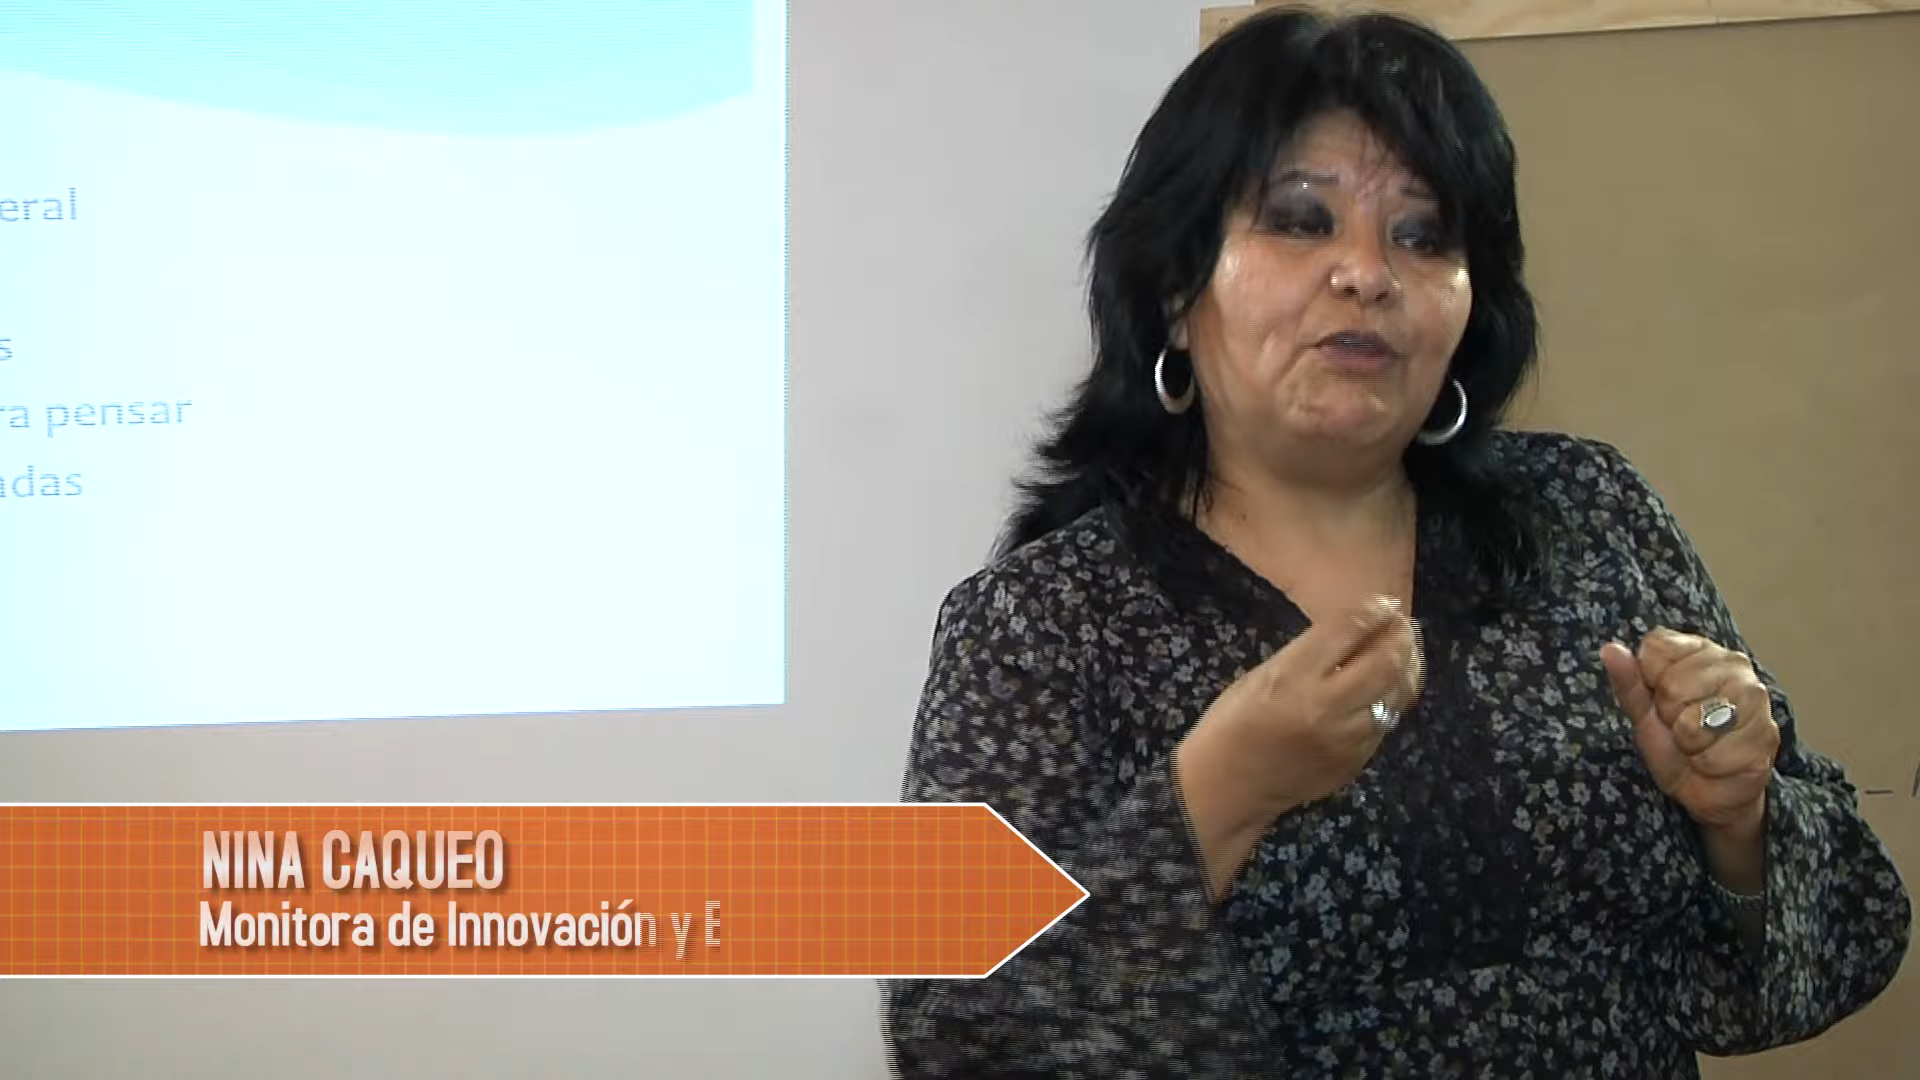 eral
s
ra pensar
adas
NINA CAQUEO
Monitora de Innovación y E